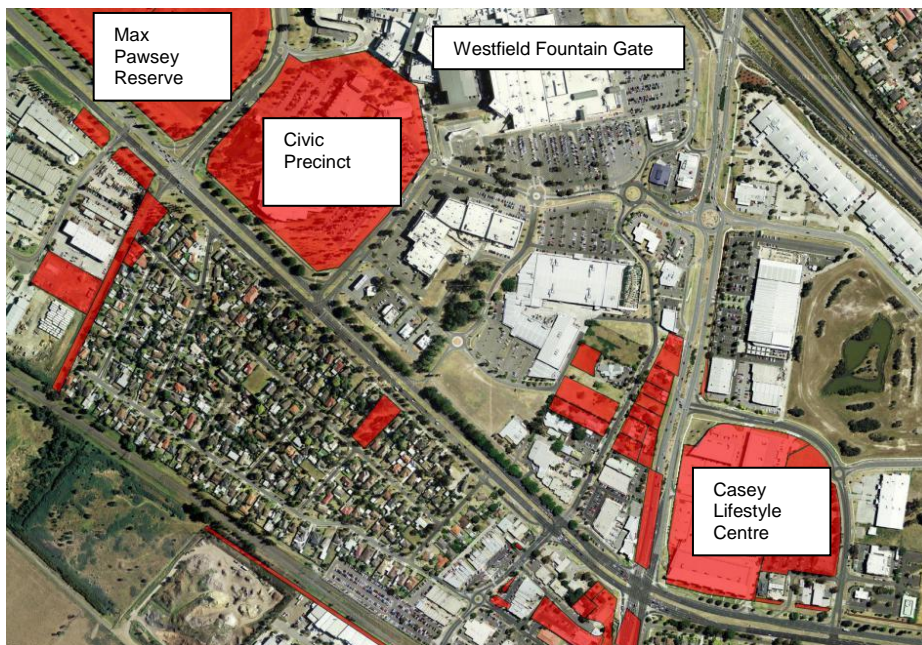 Max
Pawsey
Reserve
Westfield Fountain Gate
Civic
Precinct
Casey
Lifestyle
Centre